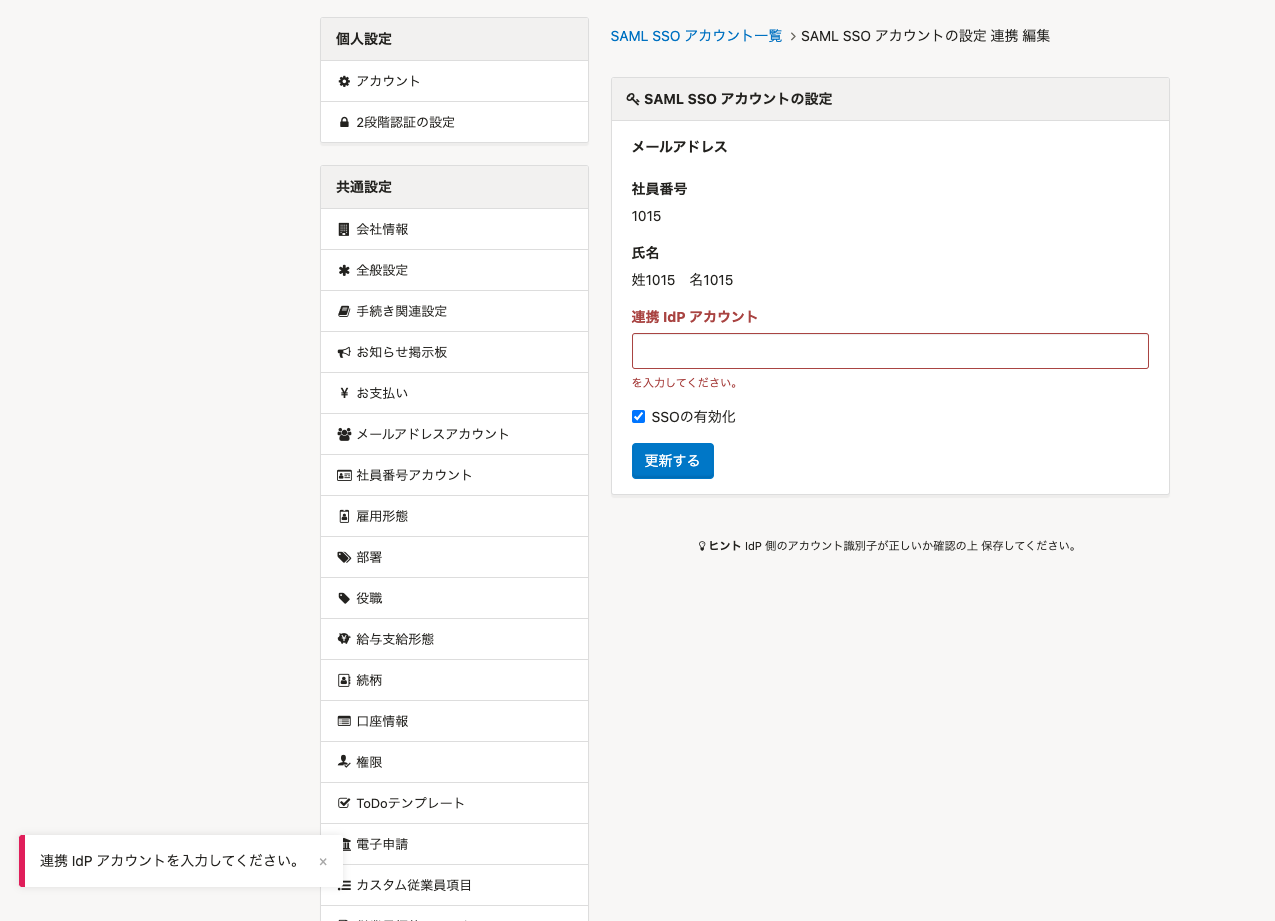 個人設定
アカウント
2段階認証の設定
共通設定
会社情報
全般設定
手続き関連設定
お知らせ掲示板
お支払い
メールアドレスアカウント
社員番号アカウント
雇用形態
部署
役職
給与支給形態
続柄
口座情報
権限
ToDoテンプレート
電子申請
カスタム従業員項目
SAML SSO アカウント一覧 > SAML SSO アカウントの設定 連携 編集
SAML SSO アカウントの設定
メールアドレス
社員番号
1015
氏名
姓1015　名1015
連携 IdP アカウント
を入力してください。
SSOの有効化
更新する
ヒント IdP 側のアカウント識別子が正しいか確認の上 保存してください。
連携 IdP アカウントを入力してください。 ×